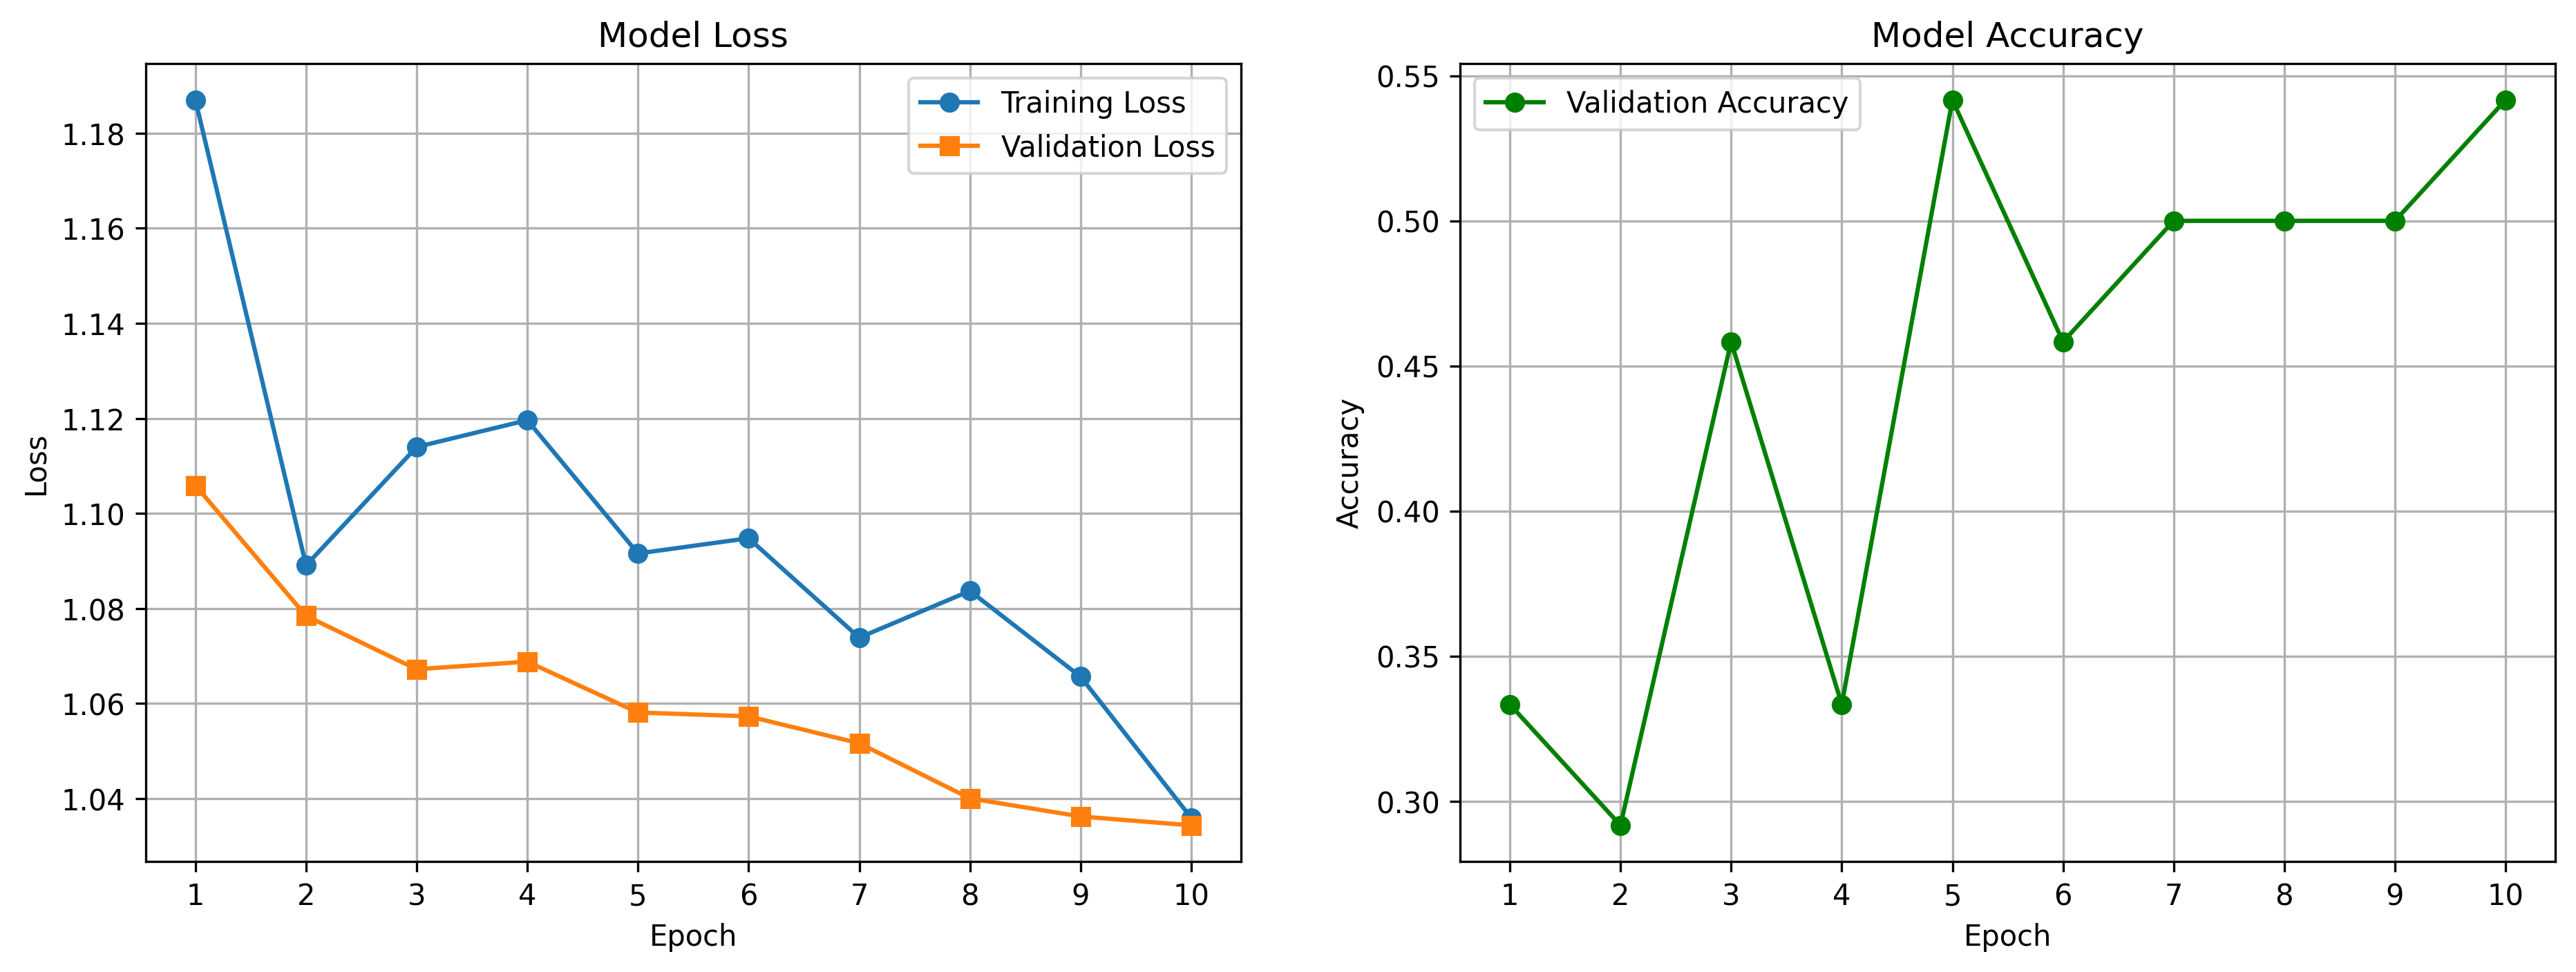 Model Loss
1.18
1.16
1.14
1.12
1.10
1.08
1.06
1.04
Loss
Training Loss
Validation Loss
1 2 3 4 5 6 7 8 9 10
Epoch
Model Accuracy
0.55
0.50
0.45
0.40
0.35
0.30
Accuracy
Validation Accuracy
1 2 3 4 5 6 7 8 9 10
Epoch